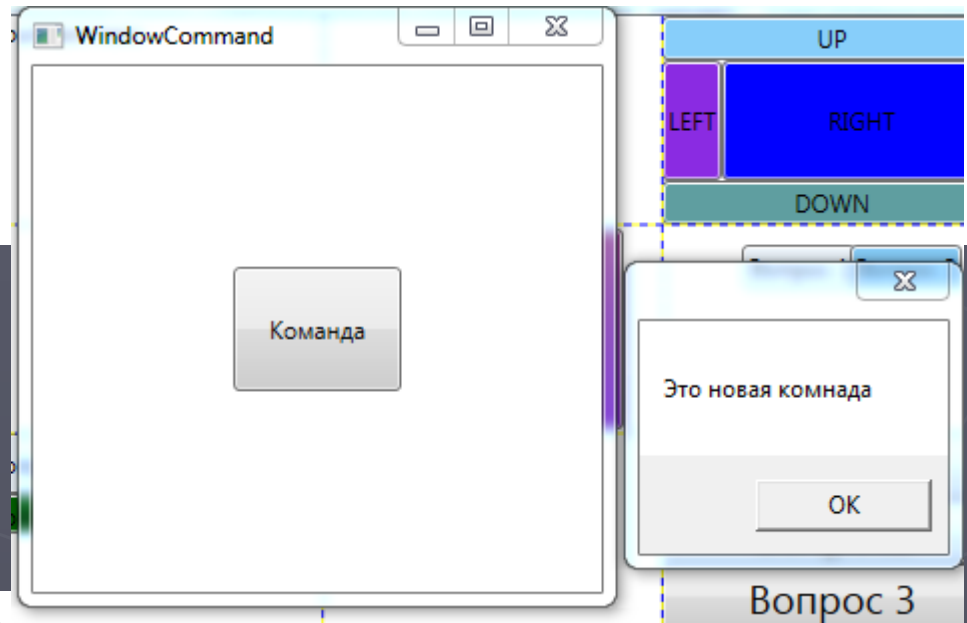 WindowCommand
UP
LEFT
RIGHT
DOWN
Команда
Это новая комнада
OK
Вопрос 3